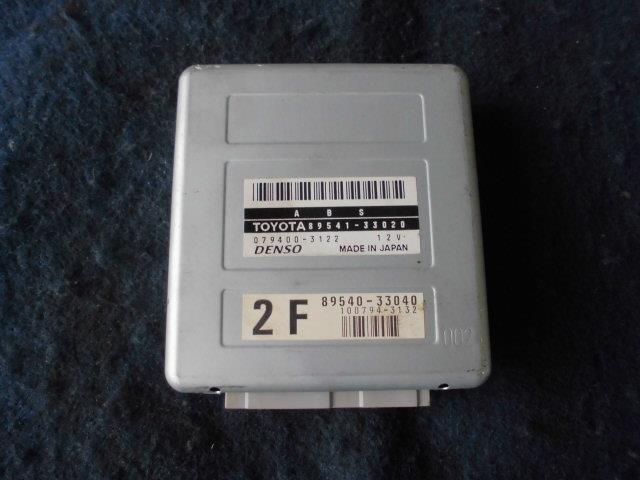 A B S
TOYOTA 89541-33020
079400-3122 12V
DENSO MADE IN JAPAN
2F 89540-33040
100794-3132
002